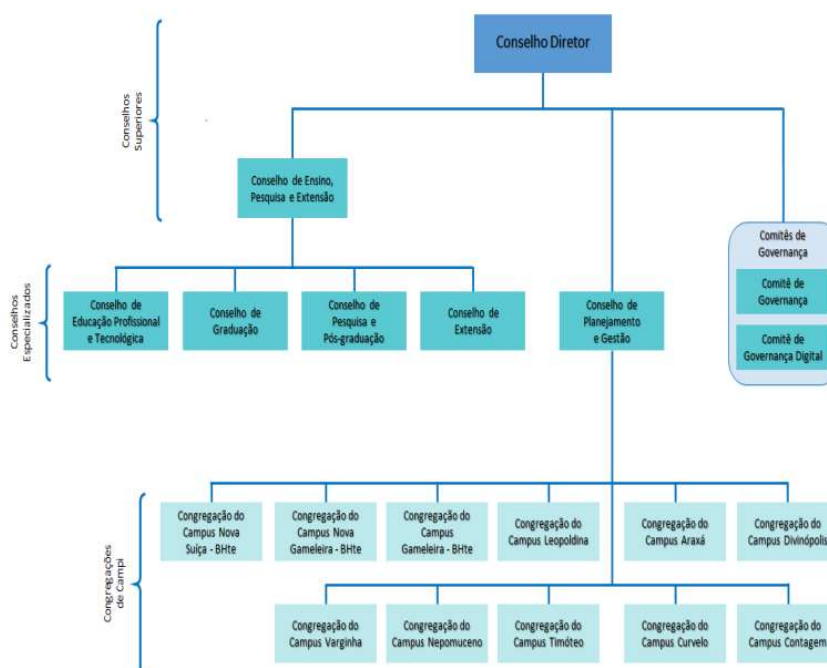 Conselho Diretor
Conselhos
Superiores
Conselho de Ensino,
Pesquisa e Extensão
Comitês de
Governança
Comitê de
Governança
Comitê de
Governança Digital
Conselhos
Especializados
Conselho de
Educação Profissional
e Tecnológica
Conselho de
Graduação
Conselho de
Pesquisa e
Pós-graduação
Conselho de
Extensão
Conselho de
Planejamento
e Gestão
Congregações
de Campi
Congregação do
Campus Nova
Suíça - BHte
Congregação do
Campus Nova
Gameleira - BHte
Congregação do
Campus
Gameleira - BHte
Congregação do
Campus Leopoldina
Congregação do
Campus Araxá
Congregação do
Campus Divinópolis
Congregação do
Campus Varginha
Congregação do
Campus Nepomuceno
Congregação do
Campus Timóteo
Congregação do
Campus Curvelo
Congregação do
Campus Contagem